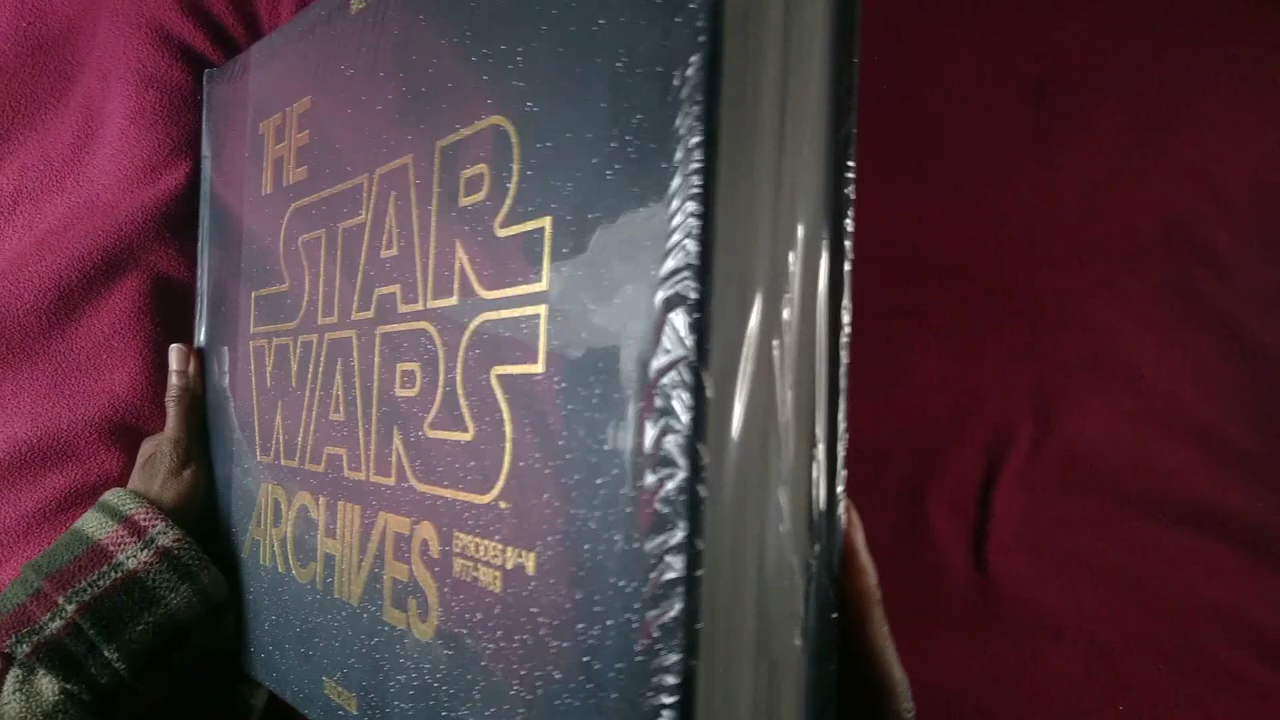 THE
STAR
WARS
ARCHIVES
EPISODES IV–VI
1977–1983